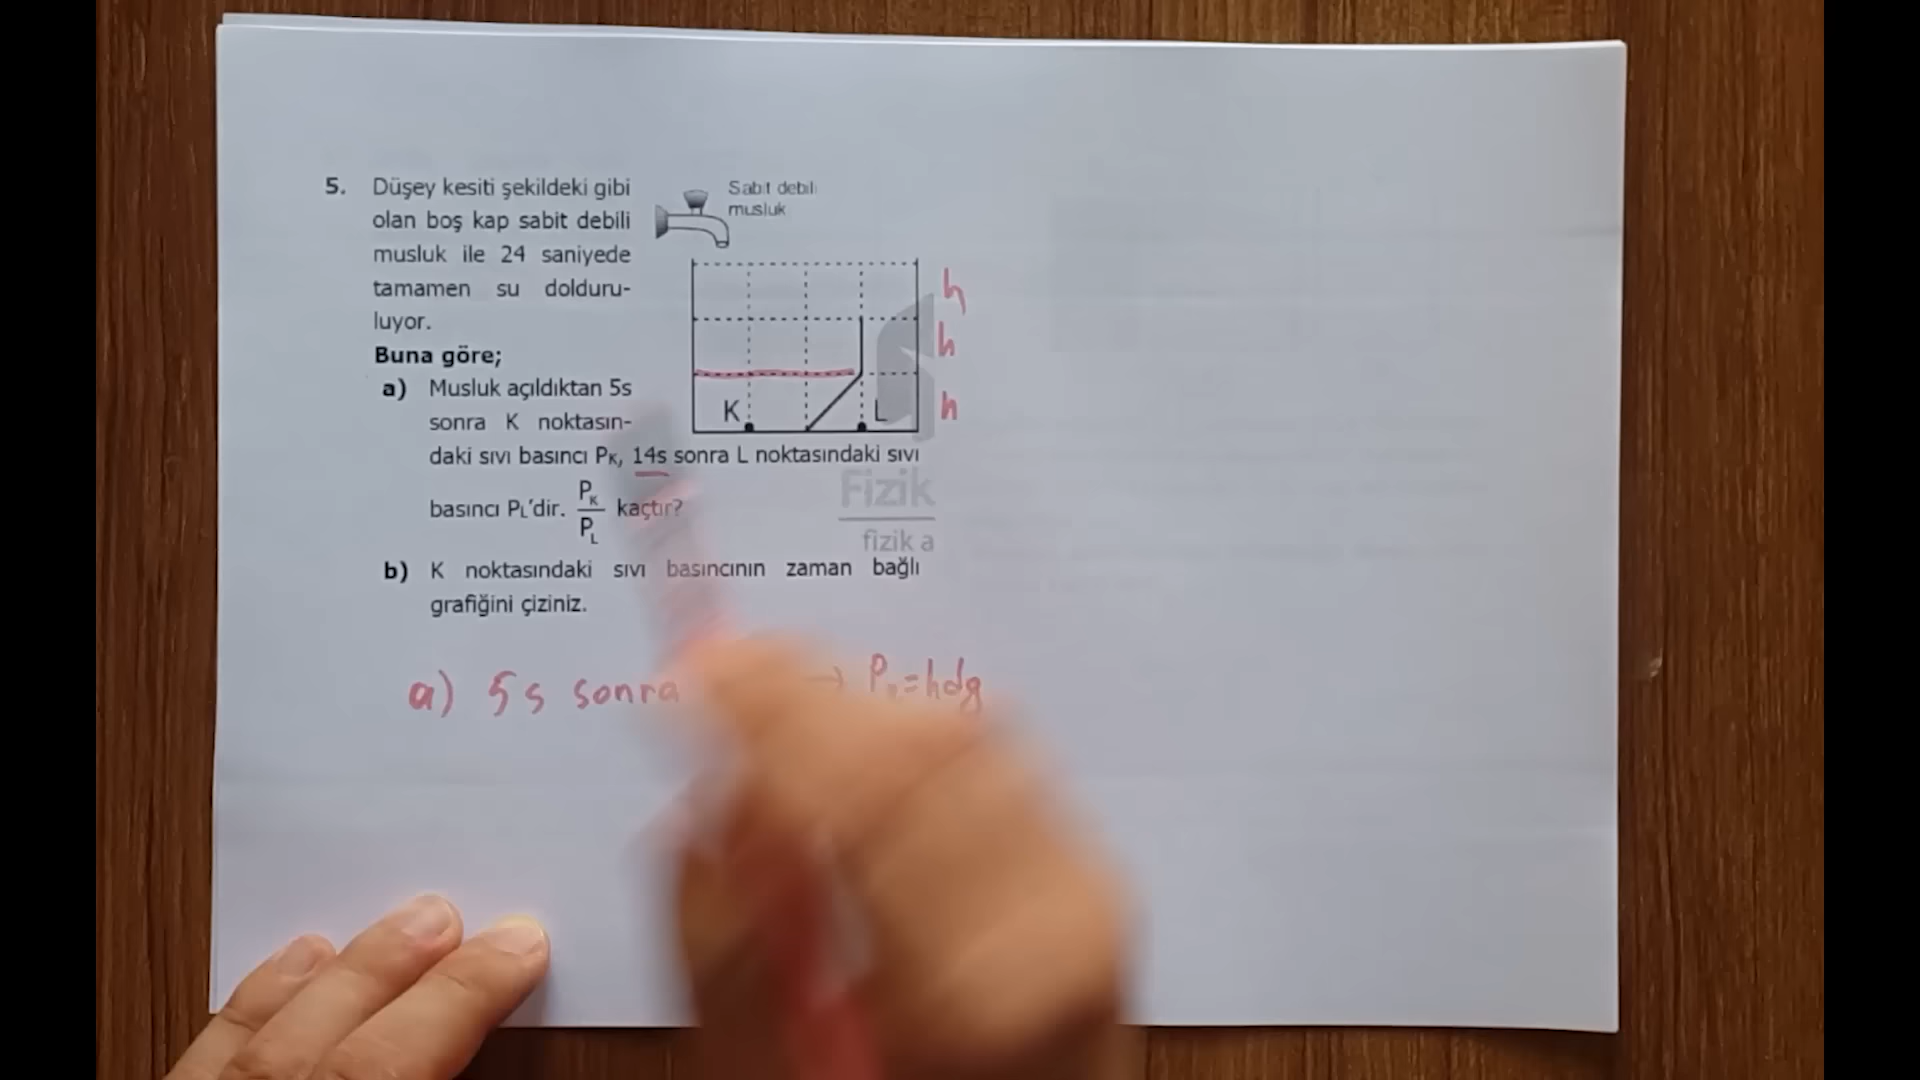 5. Düşey kesiti şekildeki gibi
olan boş kap sabit debili
musluk ile 24 saniyede
tamamen su dolduru-
luyor.
Buna göre;
a) Musluk açıldıktan 5s
sonra K noktasın-
daki sıvı basıncı PK, 14s sonra L noktasındaki sıvı
basıncı PL'dir. PK/PL kaçtır?
b) K noktasındaki sıvı basıncının zaman bağlı
grafiğini çiziniz.
Sabit debili
musluk
h
h
h
K
L
Fizik
fizik a
a) 5s sonra → P =hdg